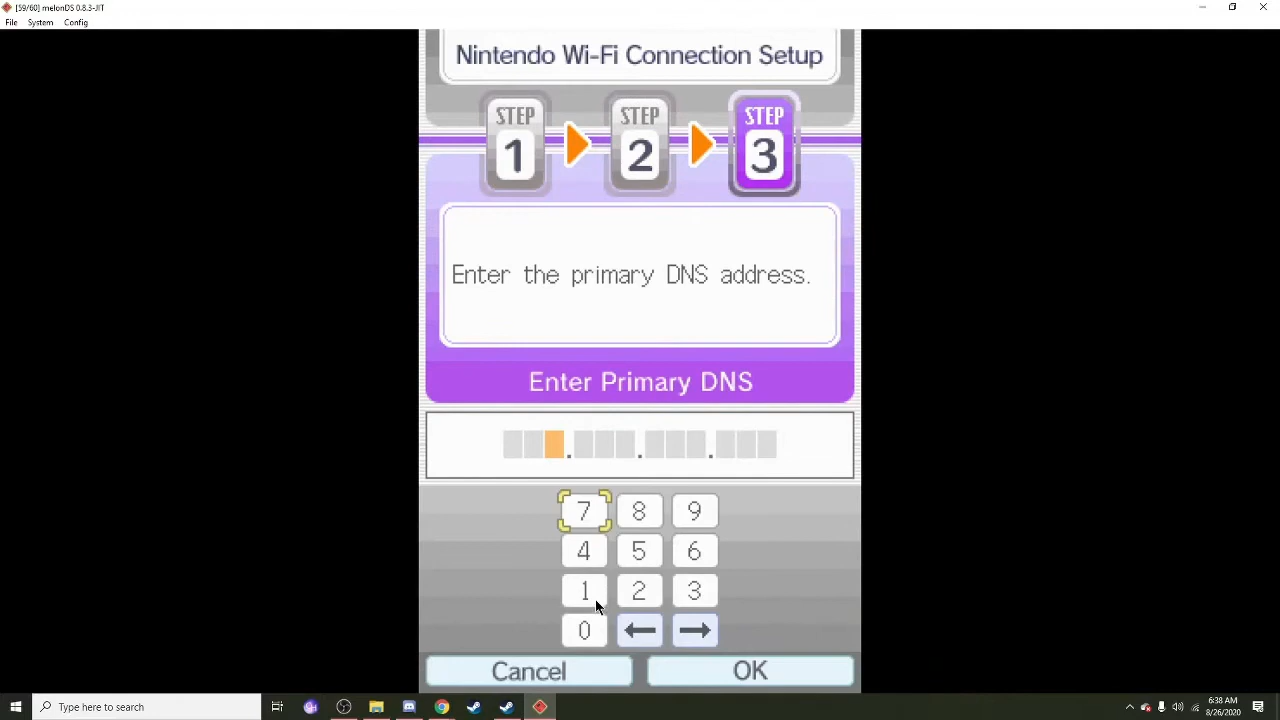 [59/60] melonDS 0.8.3-JIT
File System Config
Nintendo Wi-Fi Connection Setup
STEP STEP STEP
1 2 3
Enter the primary DNS address.
Enter Primary DNS
. . .
7 8 9
4 5 6
1 2 3
0 ← →
Cancel OK
Type here to search
6:38 AM
8/26/2020